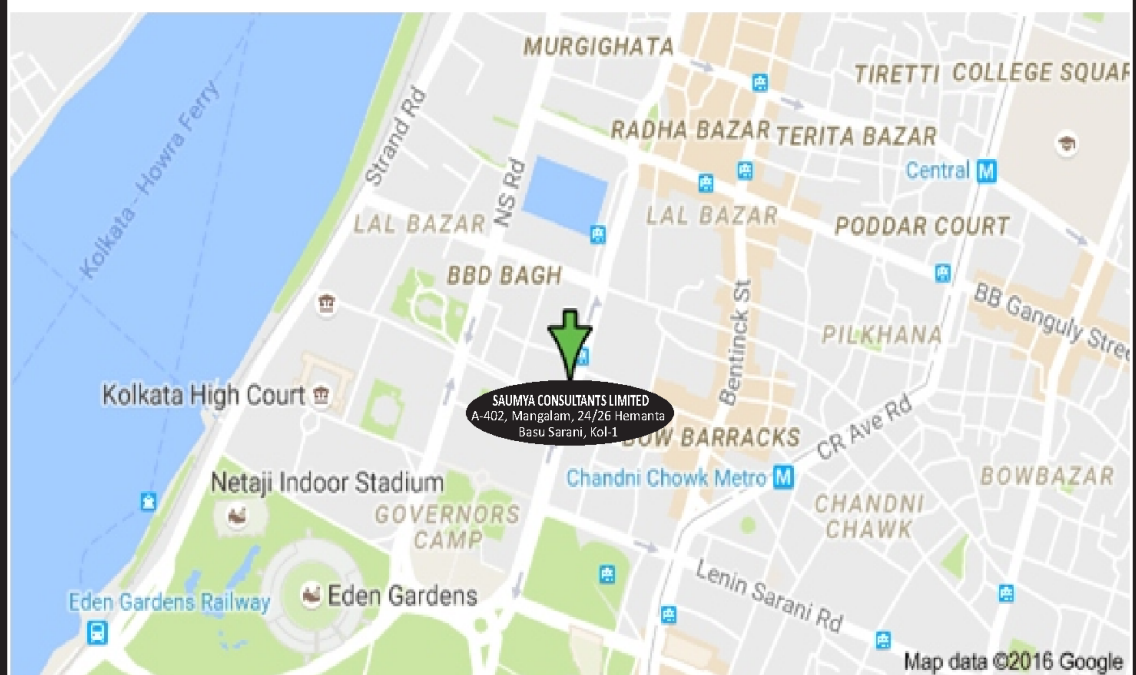 MURGIGHATA
TIRETTI
COLLEGE SQUAR
Strand Rd
Kolkata - Howra Ferry
RADHA BAZAR
TERITA BAZAR
Central M
NS Rd
LAL BAZAR
LAL BAZAR
PODDAR COURT
BBD BAGH
BB Ganguly Stree
Bentinck St
PILKHANA
Kolkata High Court
SAUMYA CONSULTANTS LIMITED
A-402, Mangalam, 24/26 Hemanta
Basu Sarani, Kol-1
BOW BARRACKS
CR Ave Rd
Chandni Chowk Metro M
BOWBAZAR
Netaji Indoor Stadium
GOVERNORS
CAMP
CHANDNI
CHAWK
Lenin Sarani Rd
Eden Gardens Railway
Eden Gardens
Map data ©2016 Google